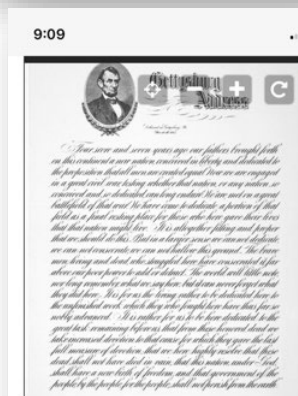 9:09
Gettysburg
Address
Four score and seven years ago our fathers brought forth
on this continent a new nation conceived in liberty and dedicated to
the proposition that all men are created equal Now we are engaged
in a great civil war testing whether that nation, or any nation so
conceived and so dedicated can long endure We are met on a great
battlefield of that war We have come to dedicate a portion of that
field as a final resting place for those who here gave their lives
that that nation might live It is altogether fitting and proper
that we should do this But in a larger sense we can not dedicate
we can not consecrate we can not hallow this ground The brave
men, living and dead who struggled here have consecrated it far
above our poor power to add or detract The world will little note
nor long remember what we say here but it can never forget what
they did here It is for us the living rather to be dedicated here to
the unfinished work which they who fought here have thus far so
nobly advanced It is rather for us to be here dedicated to the
great task remaining before us that from these honored dead we
take increased devotion to that cause for which they gave the last
full measure of devotion that we here highly resolve that these
dead shall not have died in vain, that this nation under God
shall have a new birth of freedom, and that government of the
people by the people for the people, shall not perish from the earth